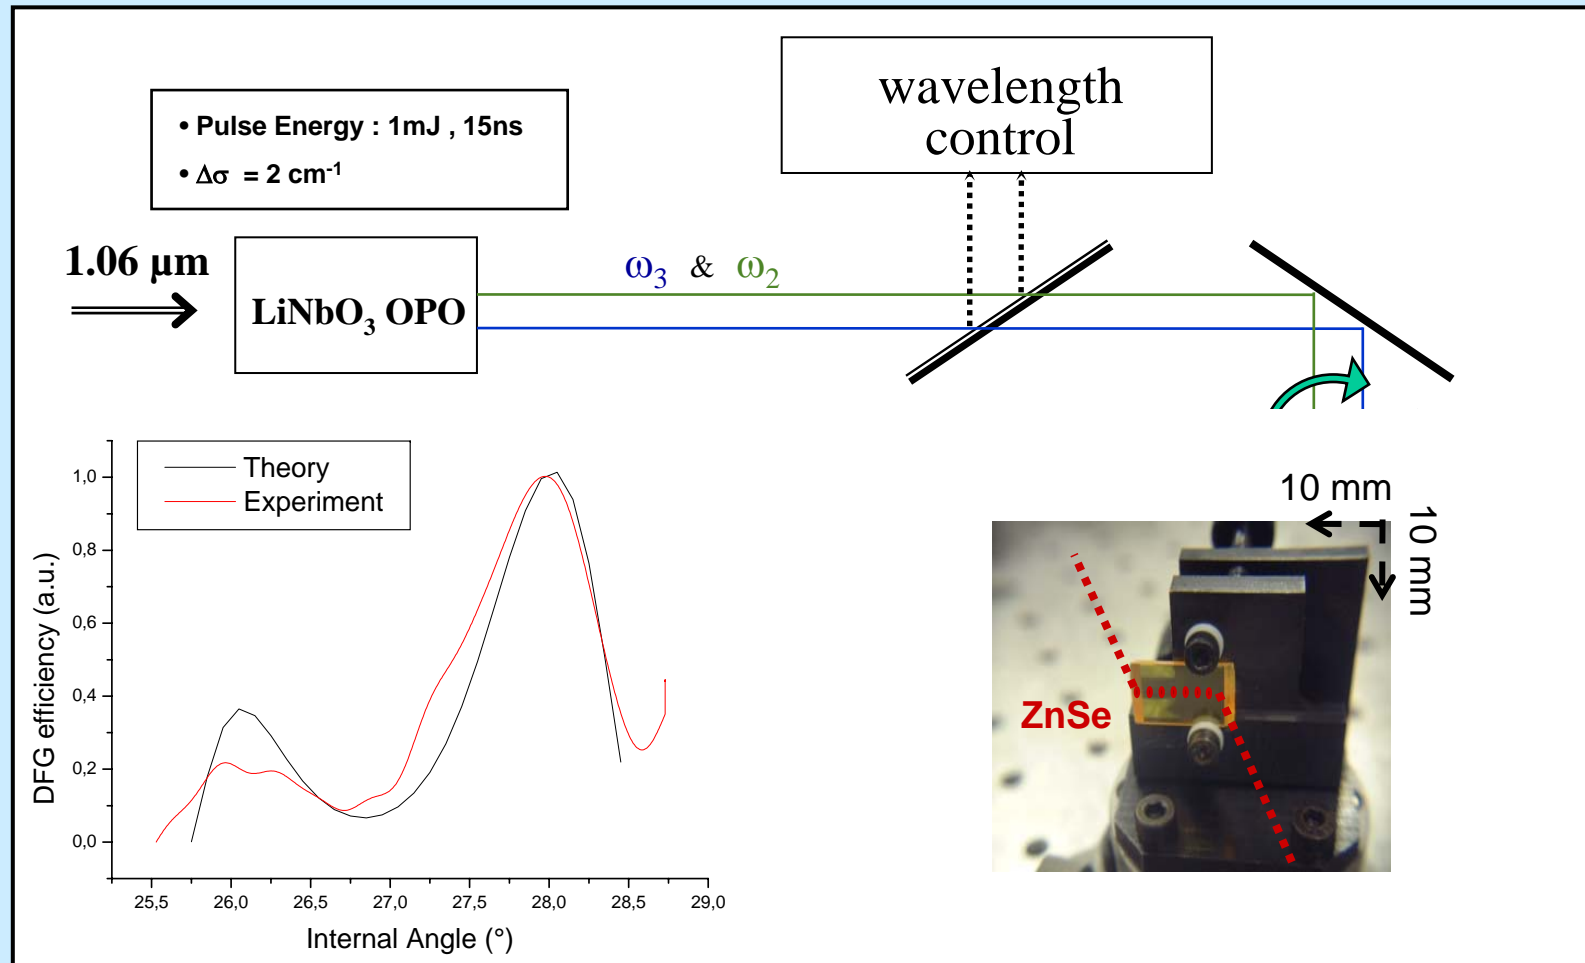 wavelength
control
• Pulse Energy : 1mJ , 15ns
• Δσ = 2 cm⁻¹
1.06 µm
LiNbO₃ OPO
ω₃ & ω₂
Theory
Experiment
DFG efficiency (a.u.)
1,0
0,8
0,6
0,4
0,2
0,0
25,5 26,0 26,5 27,0 27,5 28,0 28,5 29,0
Internal Angle (°)
10 mm
10 mm
ZnSe